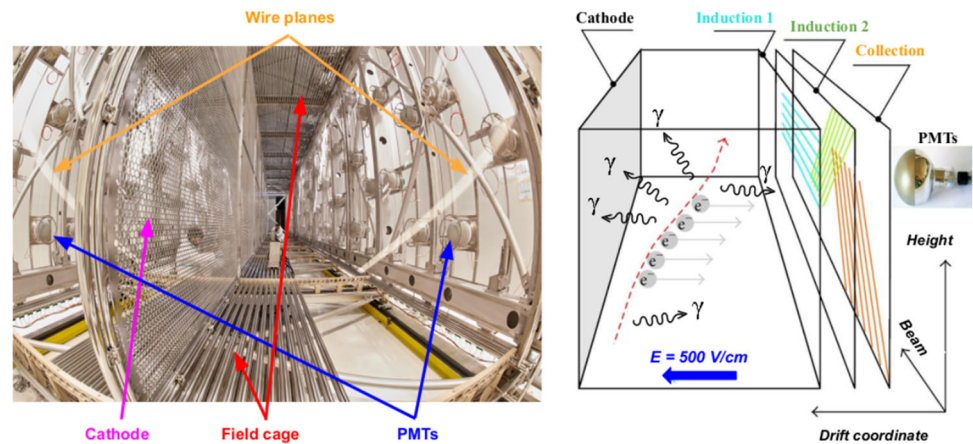 Wire planes
Cathode
Field cage
PMTs
Cathode
Induction 1
Induction 2
Collection
PMTs
γ
γ
γ
γ
γ
e⁻
e⁻
e⁻
e⁻
Height
Beam
E = 500 V/cm
Drift coordinate